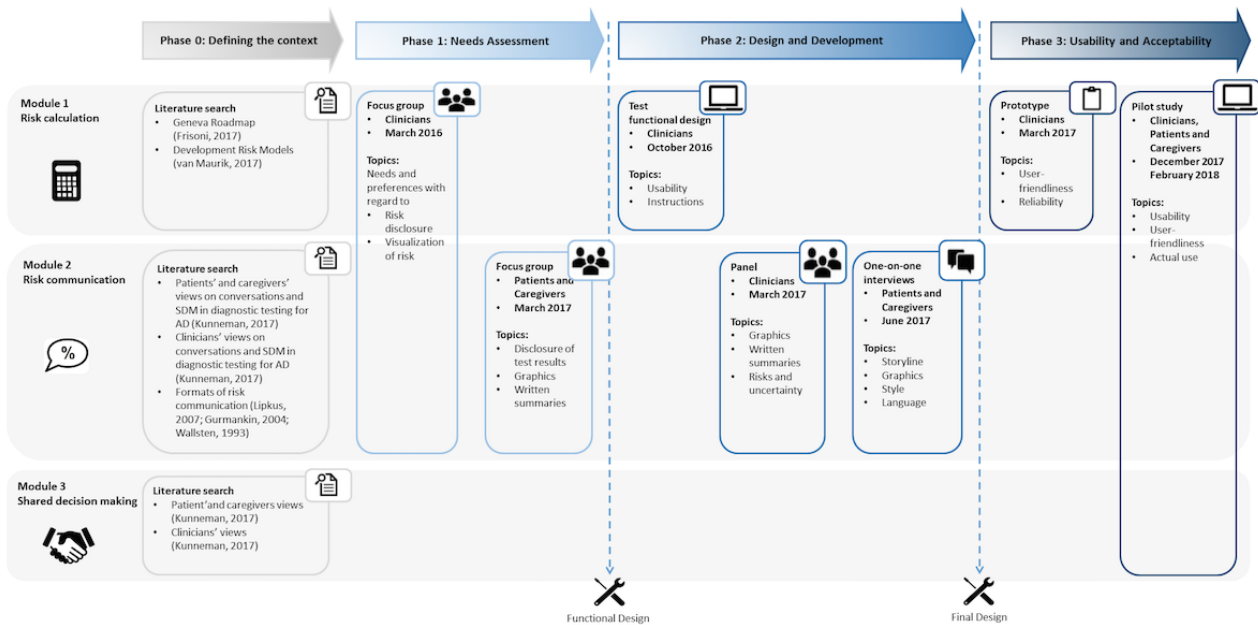 Phase 0: Defining the context
Phase 1: Needs Assessment
Phase 2: Design and Development
Phase 3: Usability and Acceptability
Module 1
Risk calculation
Literature search
• Geneva Roadmap
(Frisoni, 2017)
• Development Risk Models
(van Maurik, 2017)
Focus group
• Clinicians
• March 2016
Topics:
Needs and
preferences with
regard to
• Risk
disclosure
• Visualization
of risk
Test
functional design
• Clinicians
• October 2016
Topics:
• Usability
• Instructions
Prototype
• Clinicians
• March 2017
Topcis:
• User-
friendliness
• Reliability
Pilot study
• Clinicians,
Patients and
Caregivers
• December 2017
February 2018
Topics:
• Usability
• User-
friendliness
• Actual use
Module 2
Risk communication
%
Literature search
• Patients' and caregivers'
views on conversations and
SDM in diagnostic testing for
AD (Kunneman, 2017)
• Clinicians' views on
conversations and SDM in
diagnostic testing for AD
(Kunneman, 2017)
• Formats of risk
communication (Lipkus,
2007; Gurmankin, 2004;
Wallsten, 1993)
Focus group
• Patients and
Caregivers
• March 2017
Topics:
• Disclosure of
test results
• Graphics
• Written
summaries
Panel
• Clinicians
• March 2017
Topics:
• Graphics
• Written
summaries
• Risks and
uncertainty
One-on-one
interviews
• Patients and
Caregivers
• June 2017
Topics:
• Storyline
• Graphics
• Style
• Language
Module 3
Shared decision making
Literature search
• Patient'and caregivers views
(Kunneman, 2017)
• Clinicians' views
(Kunneman, 2017)
Functional Design
Final Design